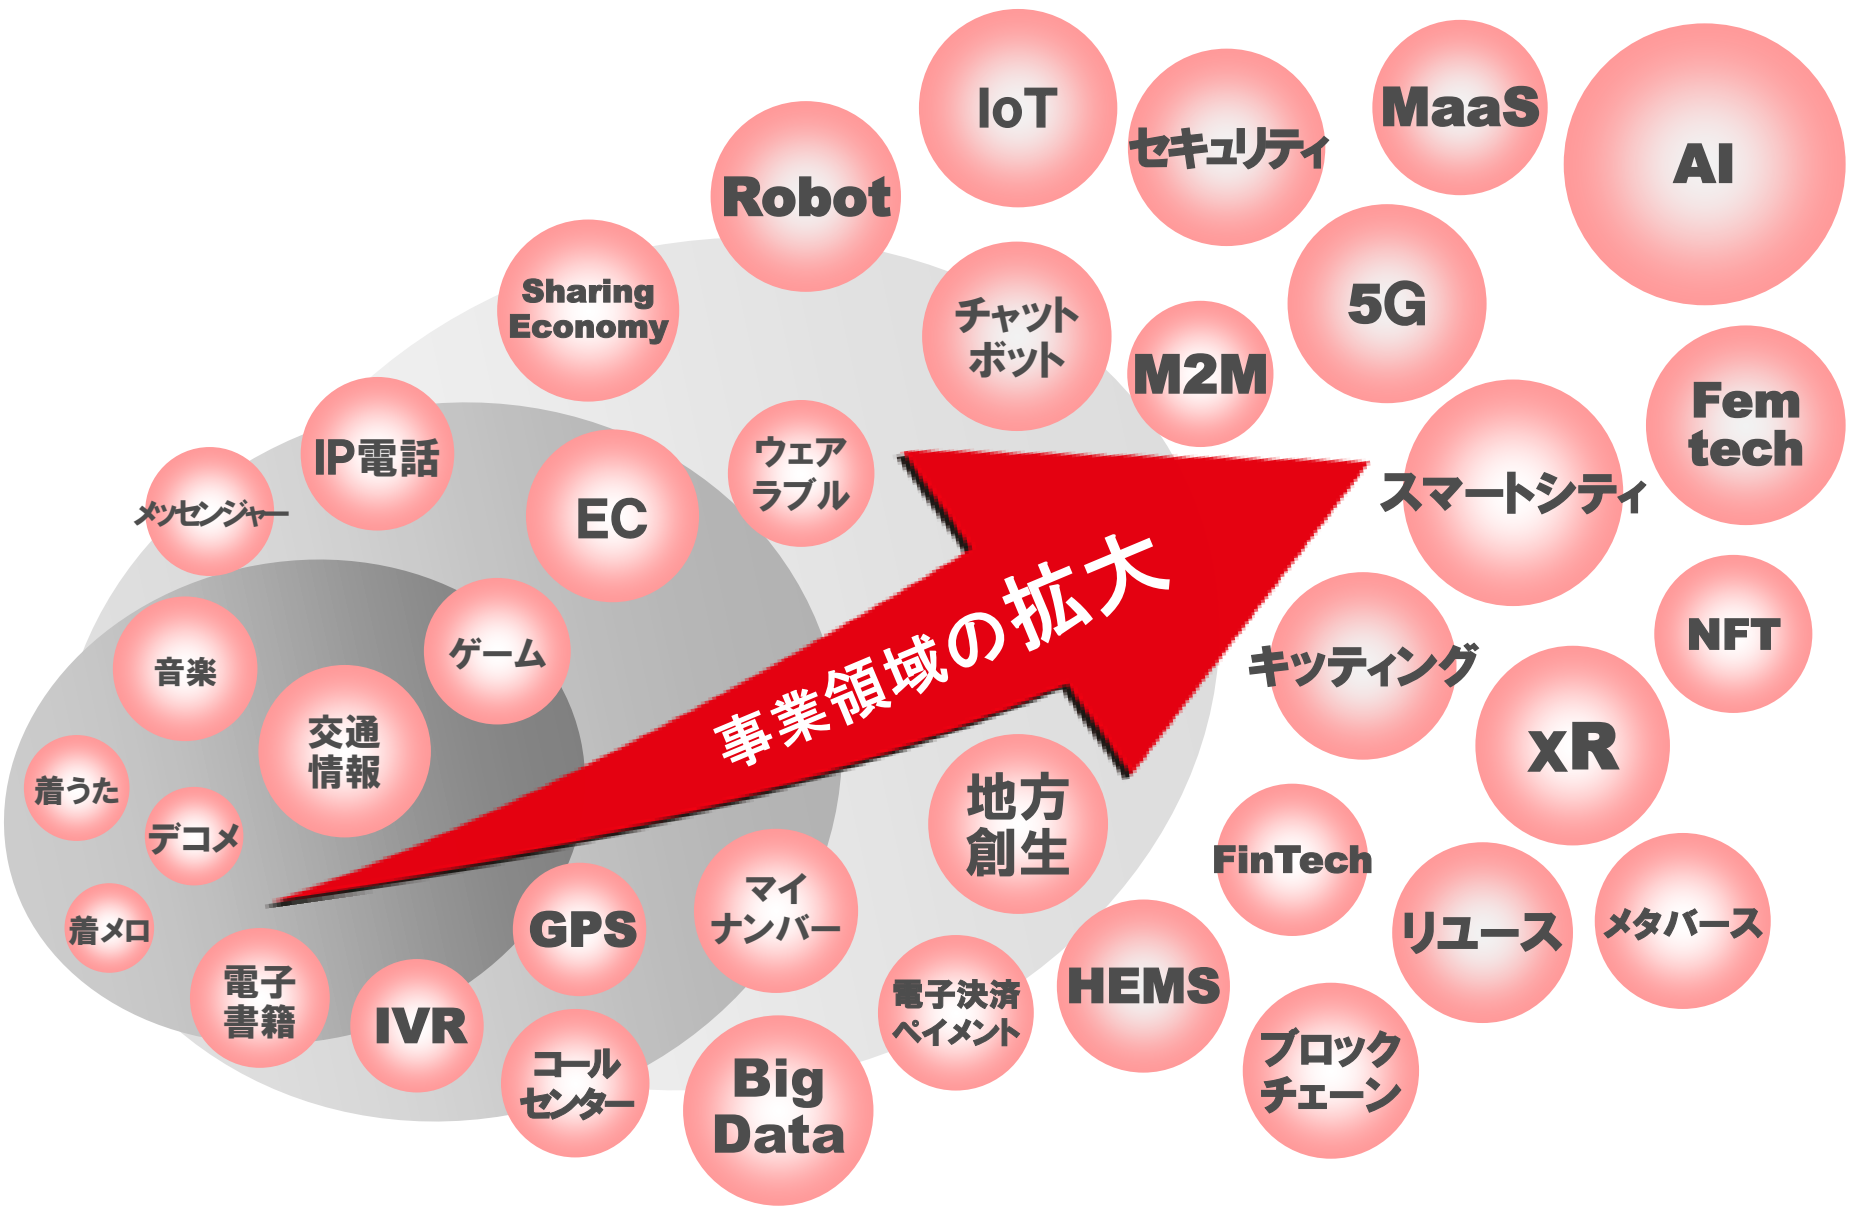 IoT
セキュリティ
MaaS
AI
Robot
Sharing
Economy
チャット
ボット
M2M
5G
Fem
tech
IP電話
メッセンジャー
EC
ウェア
ラブル
スマートシティ
事業領域の拡大
音楽
ゲーム
交通
情報
キッティング
NFT
xR
着うた
デコメ
着メロ
地方
創生
FinTech
リユース
メタバース
電子
書籍
IVR
GPS
マイ
ナンバー
電子決済
ペイメント
HEMS
コール
センター
Big
Data
ブロック
チェーン